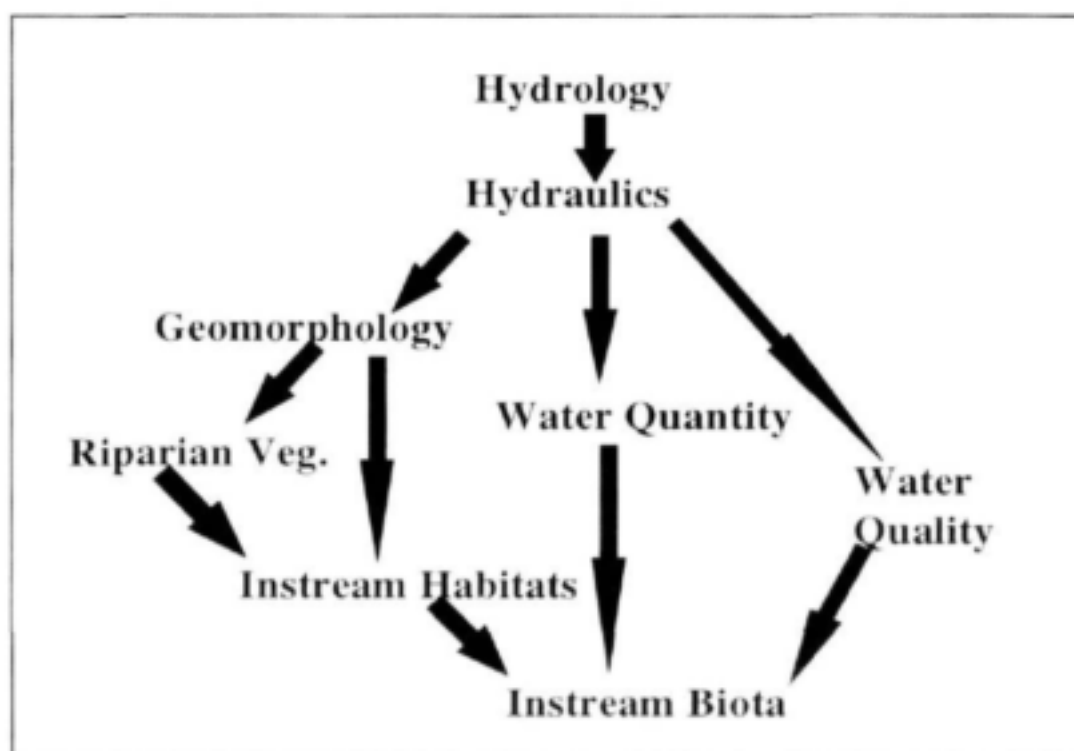 Hydrology
Hydraulics
Geomorphology
Water Quantity
Riparian Veg.
Water
Quality
Instream Habitats
Instream Biota